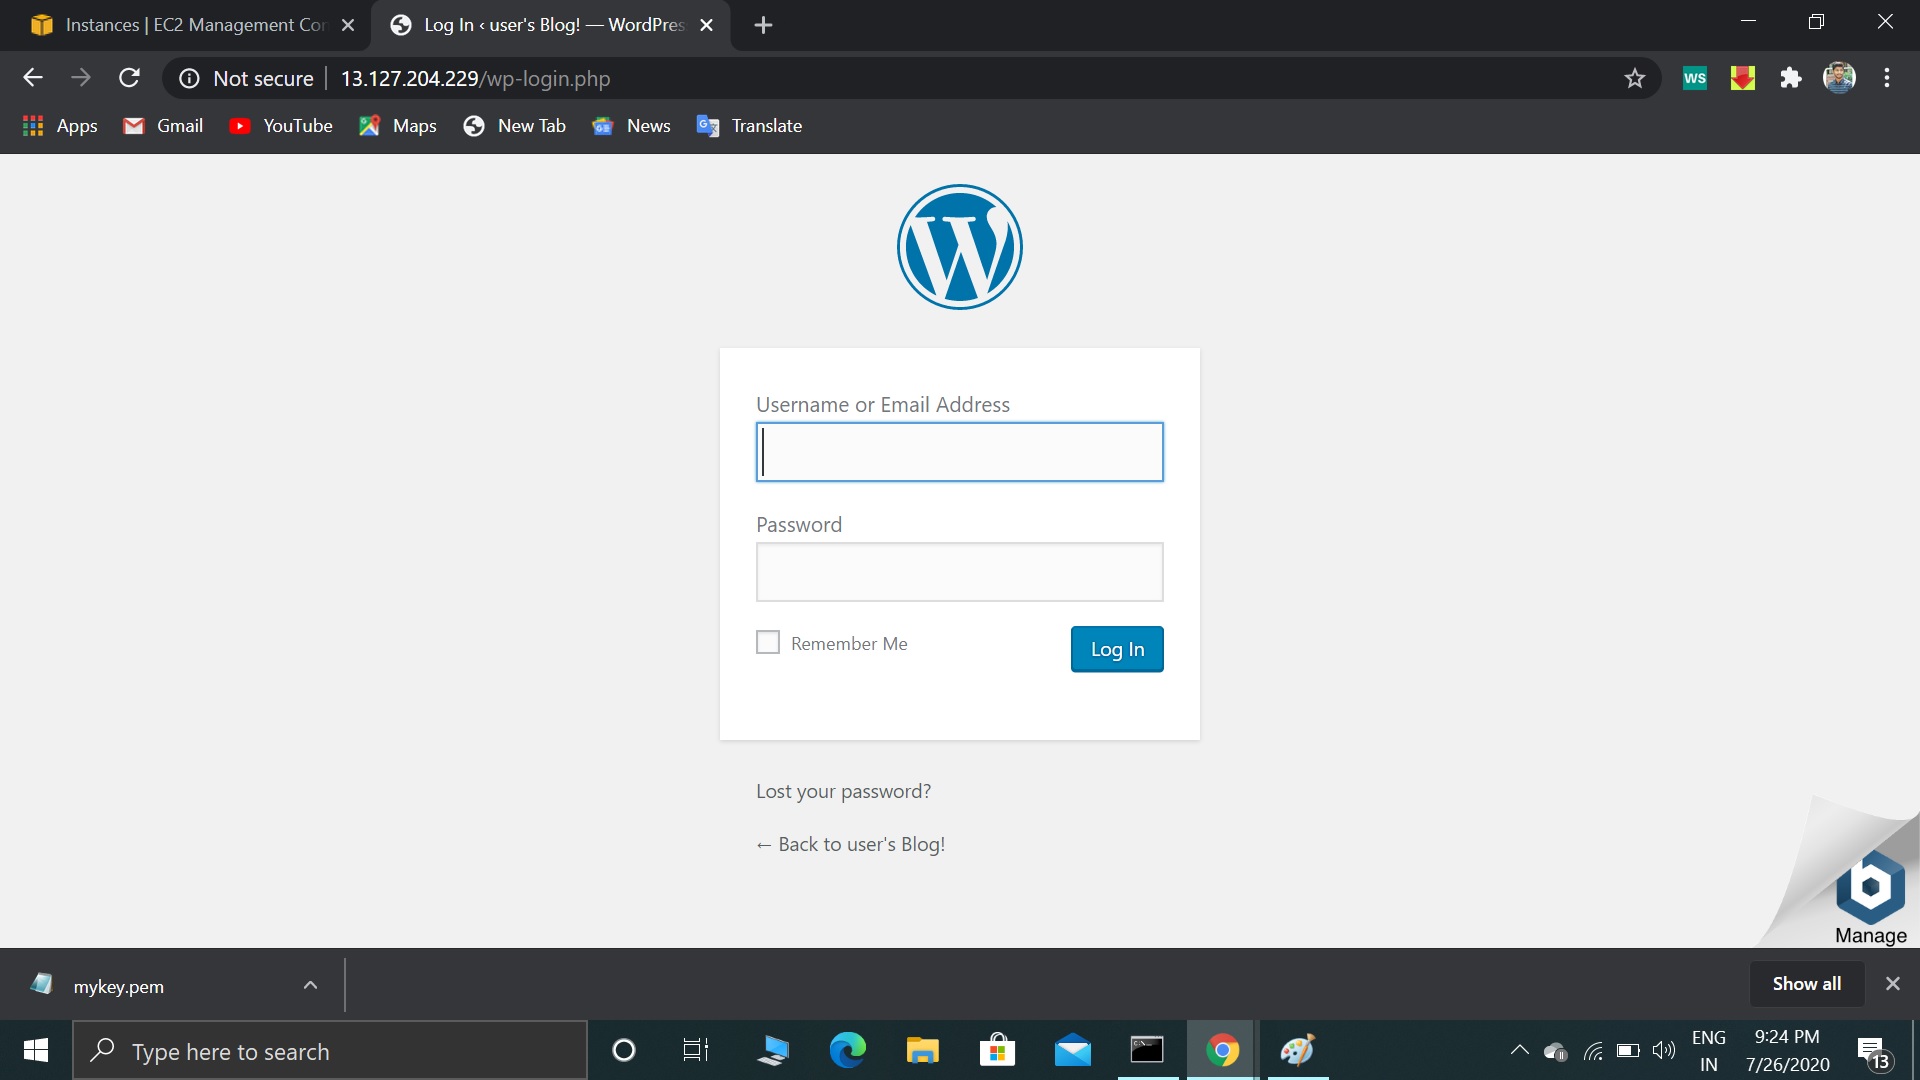 Instances | EC2 Management Con
Log In ‹ user's Blog! — WordPres
Not secure | 13.127.204.229/wp-login.php
WS
Apps
Gmail
YouTube
Maps
New Tab
News
Translate
Username or Email Address
Password
Remember Me
Log In
Lost your password?
← Back to user's Blog!
Manage
mykey.pem
Show all
Type here to search
ENG
IN
9:24 PM
7/26/2020
13